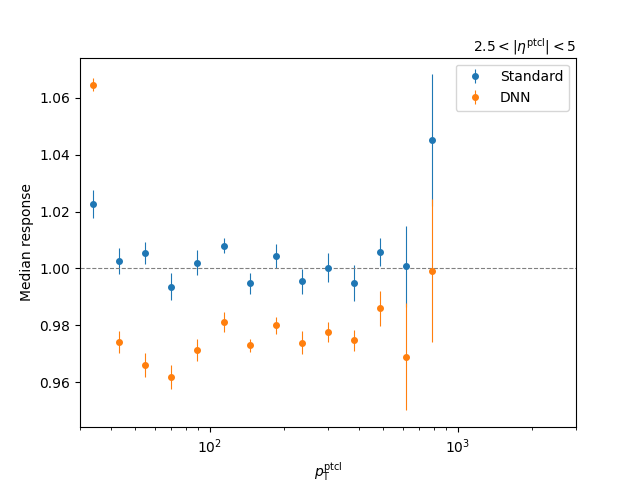 2.5 < |η^ptcl| < 5
Standard
DNN
Median response
1.06
1.04
1.02
1.00
0.98
0.96
10^2
10^3
p_T^ptcl